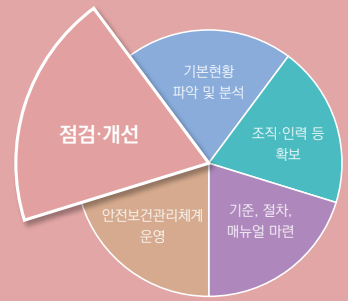 기본현황
파악 및 분석
조직·인력 등
확보
기준, 절차,
매뉴얼 마련
안전보건관리체계
운영
점검·개선